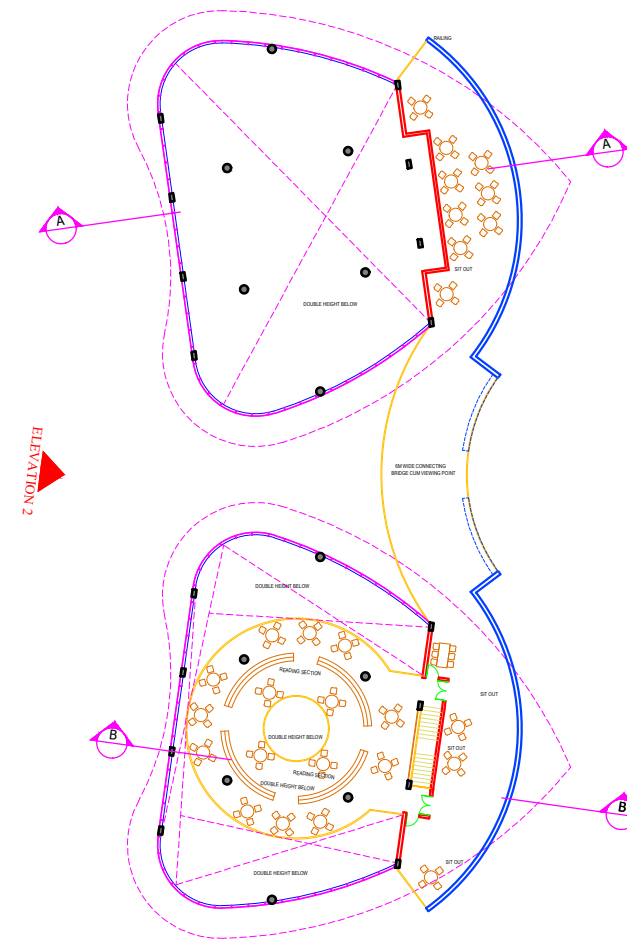 RAILING
A
A
SIT OUT
DOUBLE HEIGHT BELOW
ELEVATION 2
6M WIDE CONNECTING
BRIDGE CUM VIEWING POINT
DOUBLE HEIGHT BELOW
READING SECTION
SIT OUT
B
DOUBLE HEIGHT BELOW
SIT OUT
READING SECTION
DOUBLE HEIGHT BELOW
B
SIT OUT
DOUBLE HEIGHT BELOW